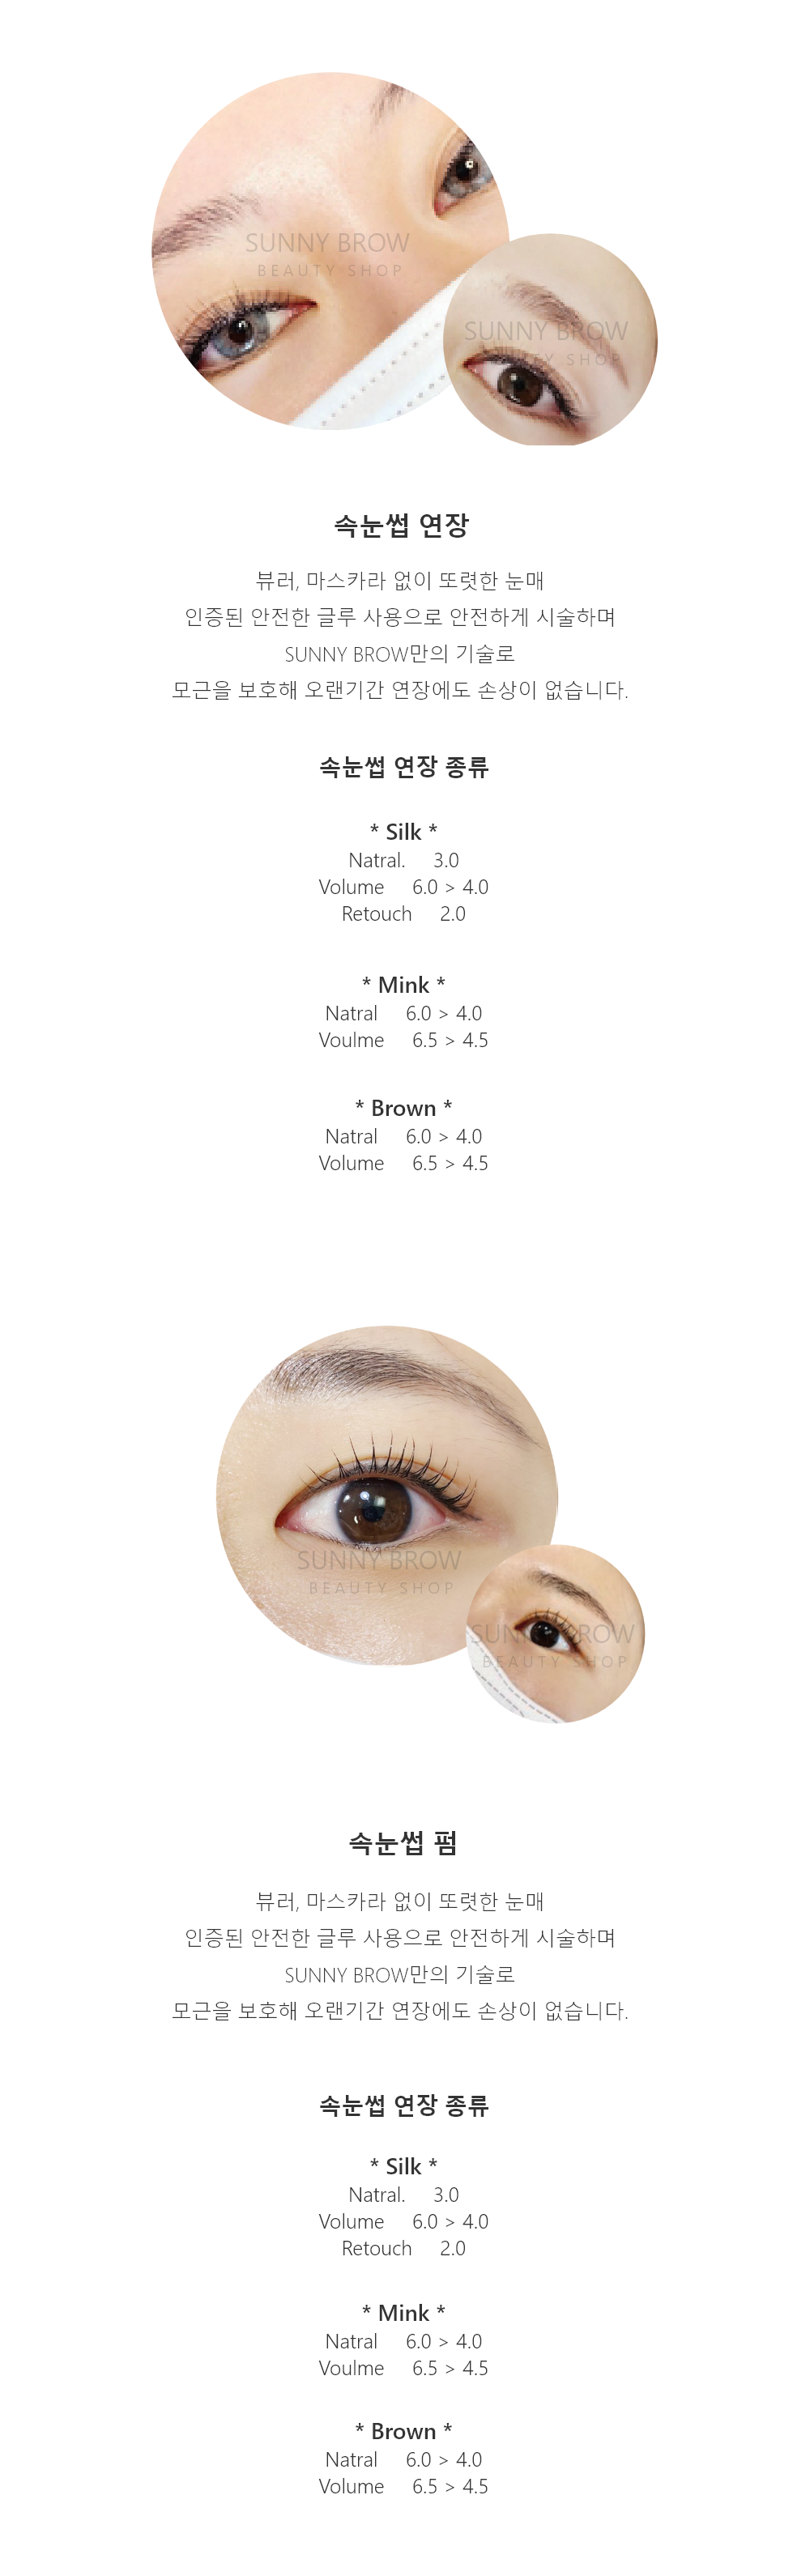 SUNNY BROW
BEAUTY SHOP
SUNNY BROW
BEAUTY SHOP
속눈썹 연장
뷰러, 마스카라 없이 또렷한 눈매
인증된 안전한 글루 사용으로 안전하게 시술하며
SUNNY BROW만의 기술로
모근을 보호해 오랜기간 연장에도 손상이 없습니다.
속눈썹 연장 종류
* Silk *
Natral. 3.0
Volume 6.0 > 4.0
Retouch 2.0
* Mink *
Natral 6.0 > 4.0
Voulme 6.5 > 4.5
* Brown *
Natral 6.0 > 4.0
Volume 6.5 > 4.5
SUNNY BROW
BEAUTY SHOP
SUNNY BROW
BEAUTY SHOP
속눈썹 펌
뷰러, 마스카라 없이 또렷한 눈매
인증된 안전한 글루 사용으로 안전하게 시술하며
SUNNY BROW만의 기술로
모근을 보호해 오랜기간 연장에도 손상이 없습니다.
속눈썹 연장 종류
* Silk *
Natral. 3.0
Volume 6.0 > 4.0
Retouch 2.0
* Mink *
Natral 6.0 > 4.0
Voulme 6.5 > 4.5
* Brown *
Natral 6.0 > 4.0
Volume 6.5 > 4.5